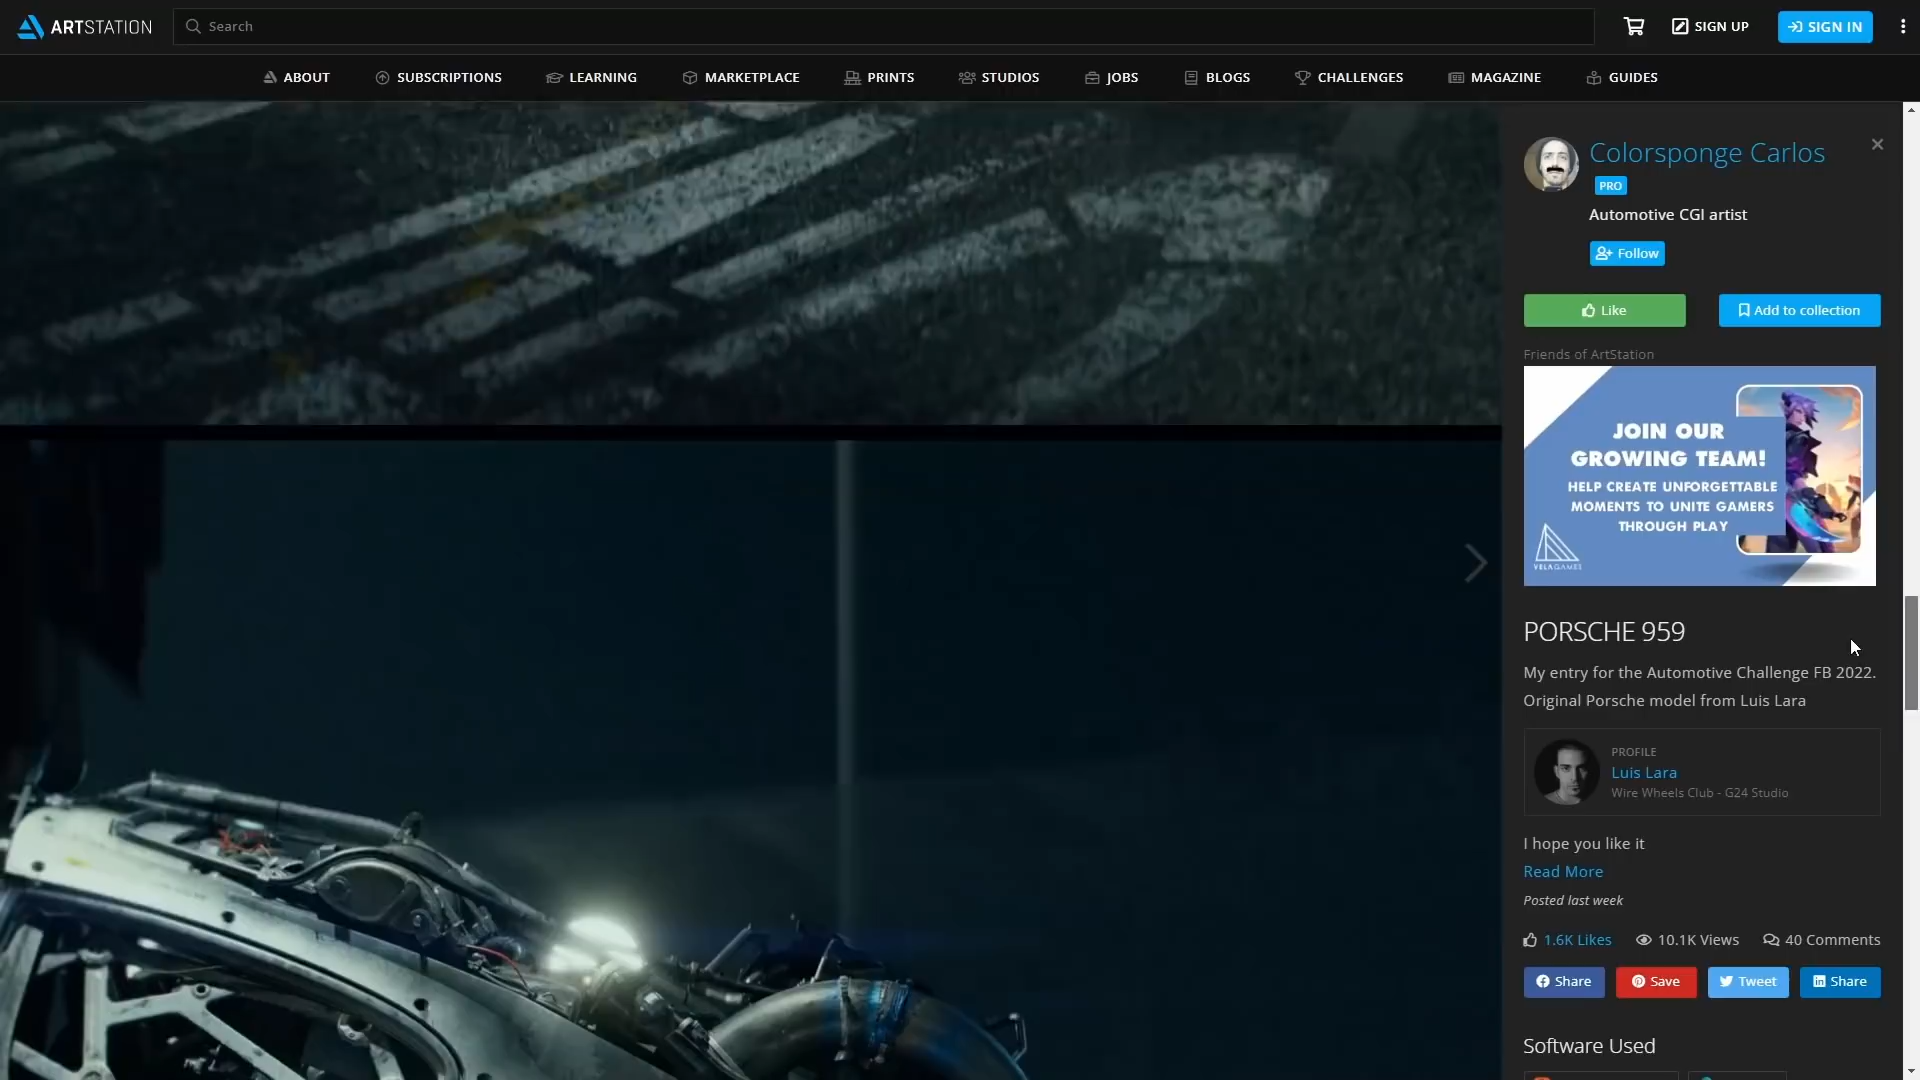 ARTSTATION
Search
SIGN UP
SIGN IN
ABOUT
SUBSCRIPTIONS
LEARNING
MARKETPLACE
PRINTS
STUDIOS
JOBS
BLOGS
CHALLENGES
MAGAZINE
GUIDES
Colorsponge Carlos
PRO
Automotive CGI artist
Follow
Like
Add to collection
Friends of ArtStation
JOIN OUR
GROWING TEAM!
HELP CREATE UNFORGETTABLE
MOMENTS TO UNITE GAMERS
THROUGH PLAY
VELAGAMES
PORSCHE 959
My entry for the Automotive Challenge FB 2022.
Original Porsche model from Luis Lara
PROFILE
Luis Lara
Wire Wheels Club - G24 Studio
I hope you like it
Read More
Posted last week
1.6K Likes
10.1K Views
40 Comments
Share
Save
Tweet
Share
Software Used